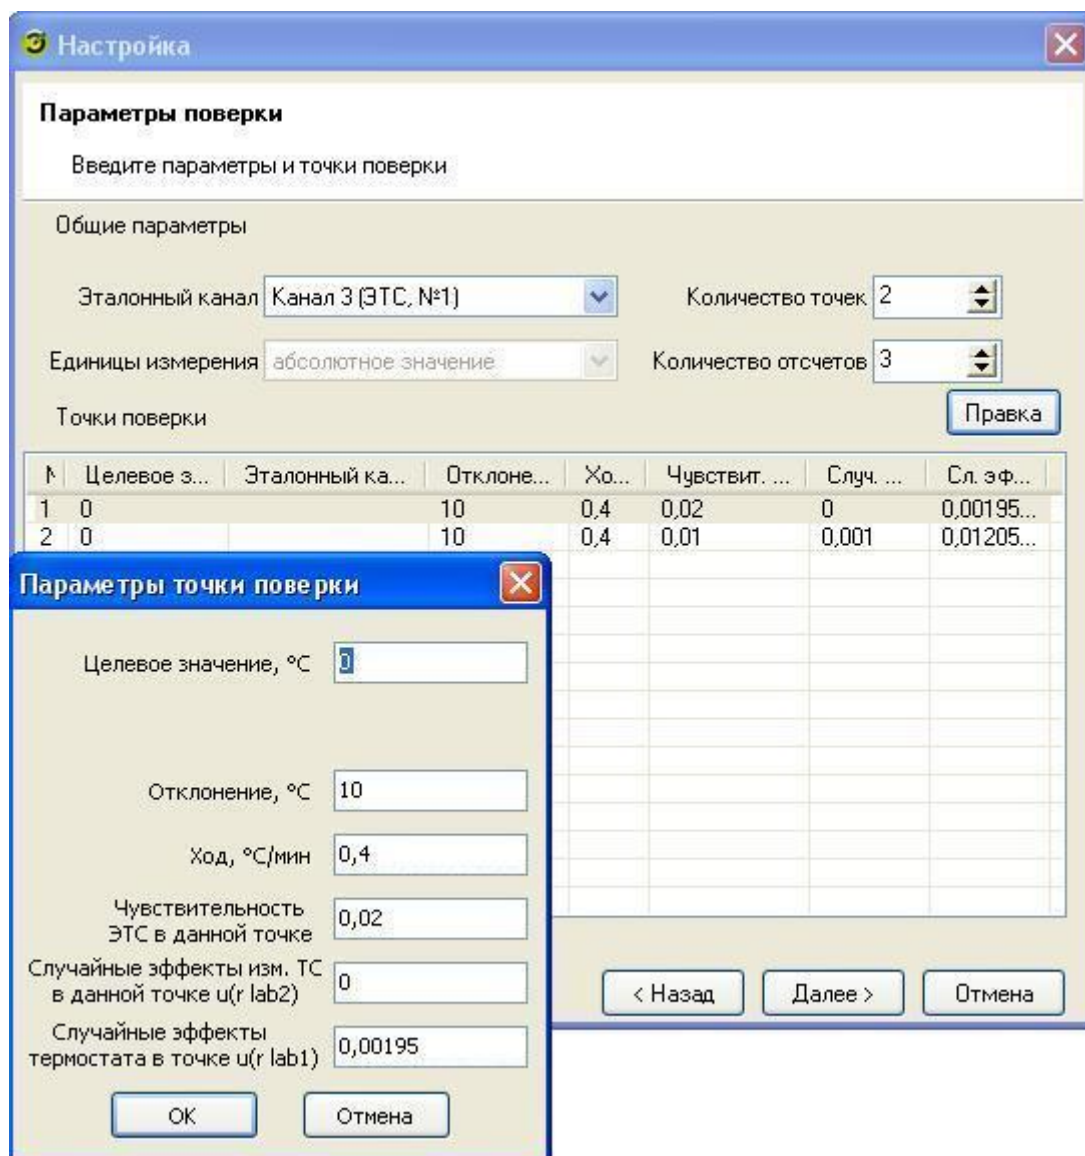 Настройка
Параметры поверки
Введите параметры и точки поверки
Общие параметры
Эталонный канал Канал 3 (ЭТС, №1) Количество точек 2
Единицы измерения абсолютное значение Количество отсчетов 3
Точки поверки Правка
N Целевое з... Эталонный ка... Отклоне... Хо... Чувствит. ... Случ. ... Сл. эф...
1 0 10 0,4 0,02 0 0,00195...
2 0 10 0,4 0,01 0,001 0,01205...
Параметры точки поверки
Целевое значение, °C 0
Отклонение, °C 10
Ход, °C/мин 0,4
Чувствительность
ЭТС в данной точке 0,02
Случайные эффекты изм. ТС
в данной точке u(r lab2) 0
Случайные эффекты
термостата в точке u(r lab1) 0,00195
OK Отмена
< Назад Далее > Отмена